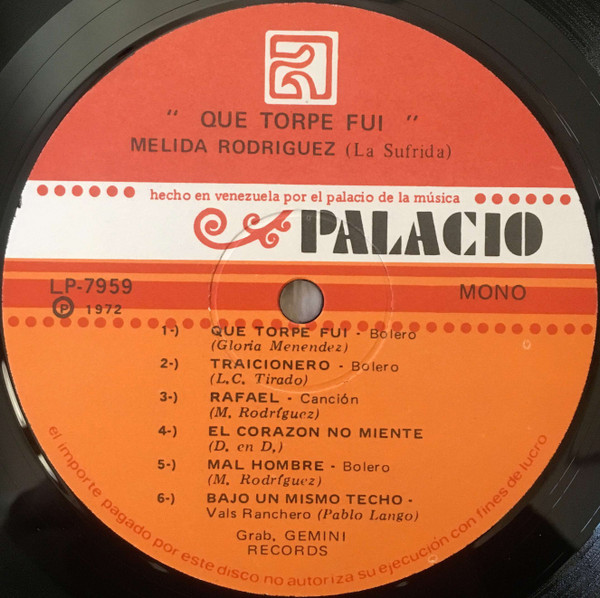 " QUE TORPE FUI "
MELIDA RODRIGUEZ (La Sufrida)
hecho en venezuela por el palacio de la música
PALACIO
LP-7959
MONO
P 1972
1-) QUE TORPE FUI - Bolero
(Gloria Menendez)
2-) TRAICIONERO - Bolero
(L.C. Tirado)
3-) RAFAEL - Canción
(M. Rodríguez)
4-) EL CORAZON NO MIENTE
(D. en D,)
5-) MAL HOMBRE - Bolero
(M. Rodríguez)
6-) BAJO UN MISMO TECHO -
Vals Ranchero (Pablo Lango)
Grab, GEMINI
RECORDS
el importe pagado por este disco no autoriza su ejecución con fines de lucro